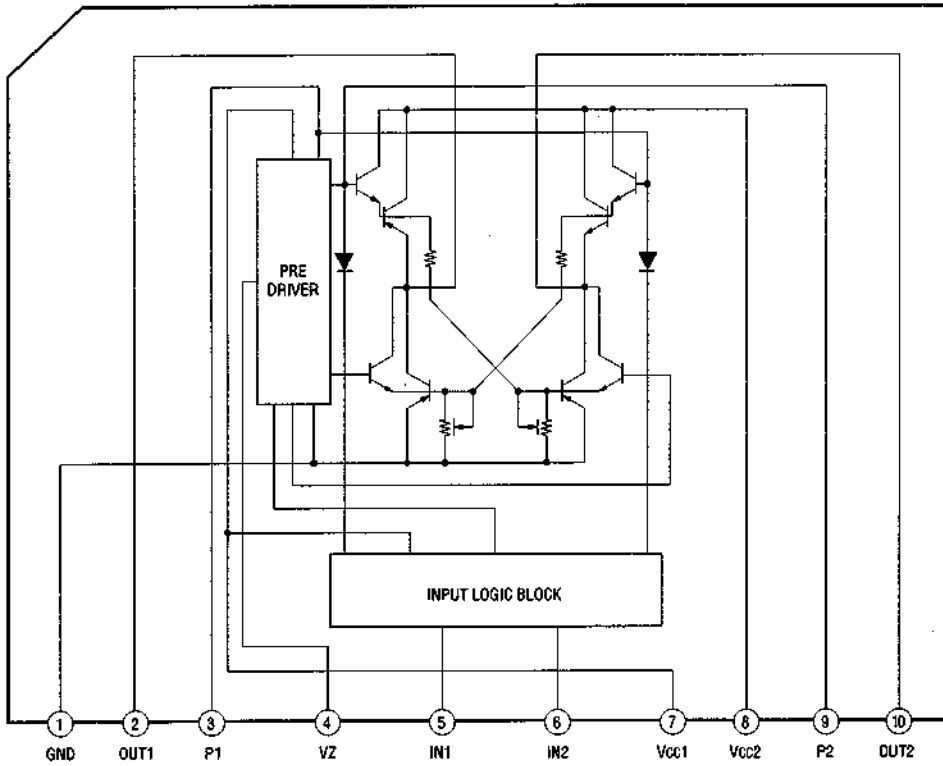 PRE
DRIVER
INPUT LOGIC BLOCK
1 2 3 4 5 6 7 8 9 10
GND OUT1 P1 VZ IN1 IN2 Vcc1 Vcc2 P2 OUT2